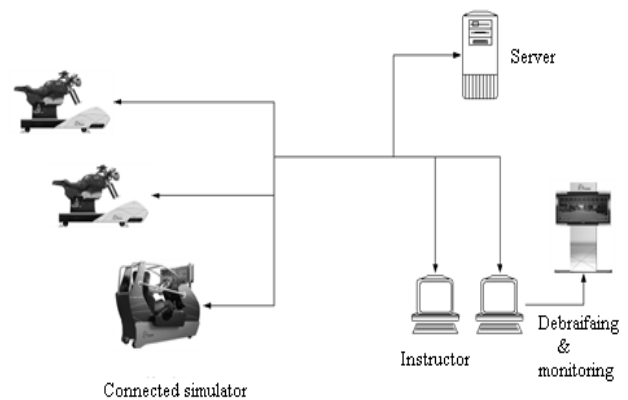 Server
Instructor
Debraifaing
&
monitoring
Connected simulator